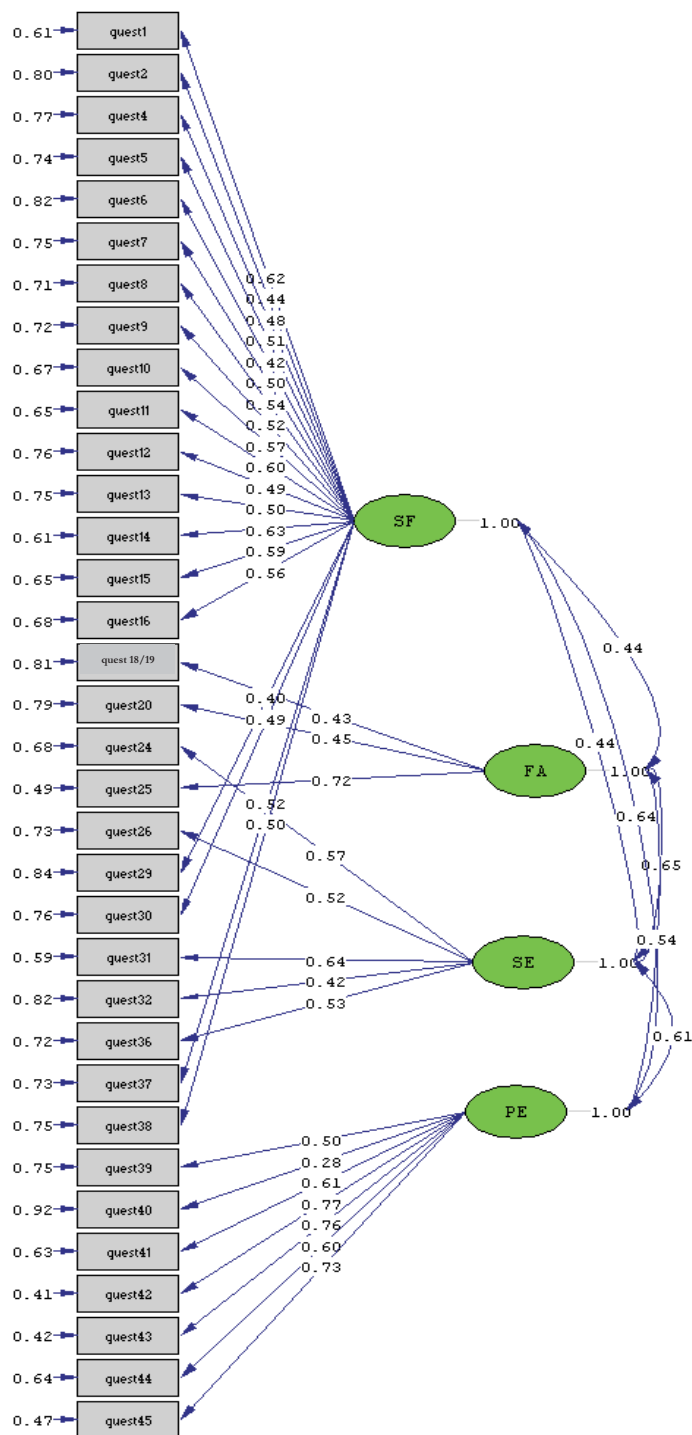 0.61 quest1
0.80 quest2
0.77 quest4
0.74 quest5
0.82 quest6
0.75 quest7
0.62
0.71 quest8
0.44
0.48
0.72 quest9
0.51
0.42
0.67 quest10
0.50
0.54
0.65 quest11
0.52
0.57
0.76 quest12
0.60
0.49
0.75 quest13
0.50
SF 1.00
0.61 quest14
0.63
0.65 quest15
0.59
0.56
0.68 quest16
0.44
0.81 quest 18/19
0.40
0.79 quest20
0.49 0.43
0.45
0.68 quest24
0.44
FA 1.00
0.49 quest25
0.72
0.52
0.64
0.73 quest26
0.50
0.57
0.65
0.84 quest29
0.52
0.76 quest30
0.54
0.59 quest31
0.64
SE 1.00
0.42
0.82 quest32
0.53
0.72 quest36
0.61
0.73 quest37
PE 1.00
0.75 quest38
0.50
0.75 quest39
0.28
0.61
0.92 quest40
0.77
0.76
0.63 quest41
0.60
0.73
0.41 quest42
0.42 quest43
0.64 quest44
0.47 quest45